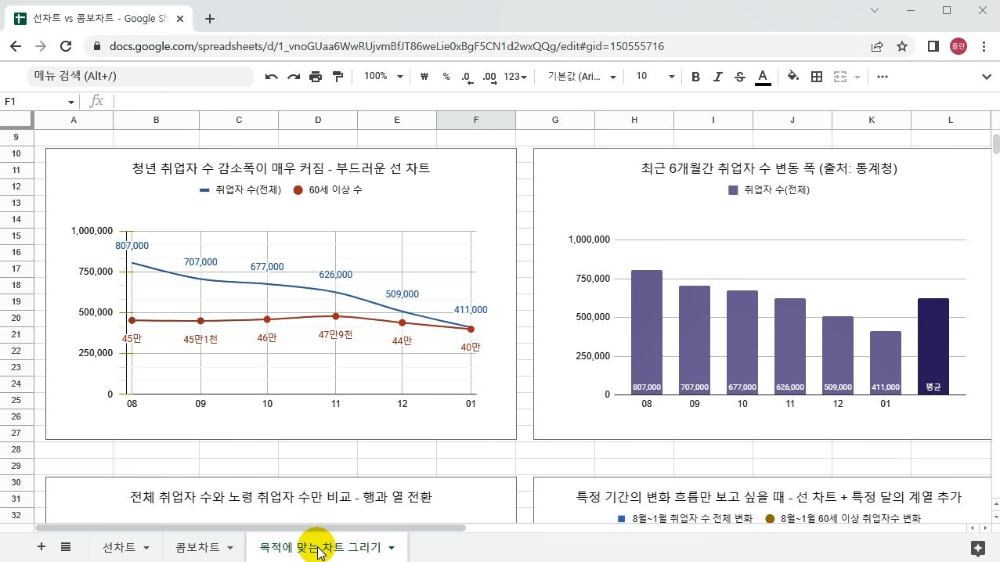 선차트 vs 콤보차트 - Google Sh
docs.google.com/spreadsheets/d/1_vnoGUaa6WwRUjvmBfJT86weLie0xBgF5CN1d2wxQQg/edit#gid=150555716
플란
메뉴 검색 (Alt+/)
100%
₩ % .0 .00 123
기본값 (Ari...
10
B I S A
F1
fx
A B C D E F G H I J K L
9
10
11
12
13
14
15
16
17
18
19
20
21
22
23
24
25
26
27
28
29
30
31
32
청년 취업자 수 감소폭이 매우 커짐 - 부드러운 선 차트
취업자 수(전체) 60세 이상 수
1,000,000
750,000
500,000
250,000
0
807,000 707,000 677,000 626,000 509,000 411,000
45만 45만1천 46만 47만9천 44만 40만
08 09 10 11 12 01
최근 6개월간 취업자 수 변동 폭 (출처: 통계청)
취업자 수(전체)
1,000,000
750,000
500,000
250,000
0
807,000 707,000 677,000 626,000 509,000 411,000 평균
08 09 10 11 12 01
전체 취업자 수와 노령 취업자 수만 비교 - 행과 열 전환
특정 기간의 변화 흐름만 보고 싶을 때 - 선 차트 + 특정 달의 계열 추가
8월~1월 취업자 수 전체 변화 8월~1월 60세 이상 취업자수 변화
선차트 콤보차트 목적에 맞는 차트 그리기